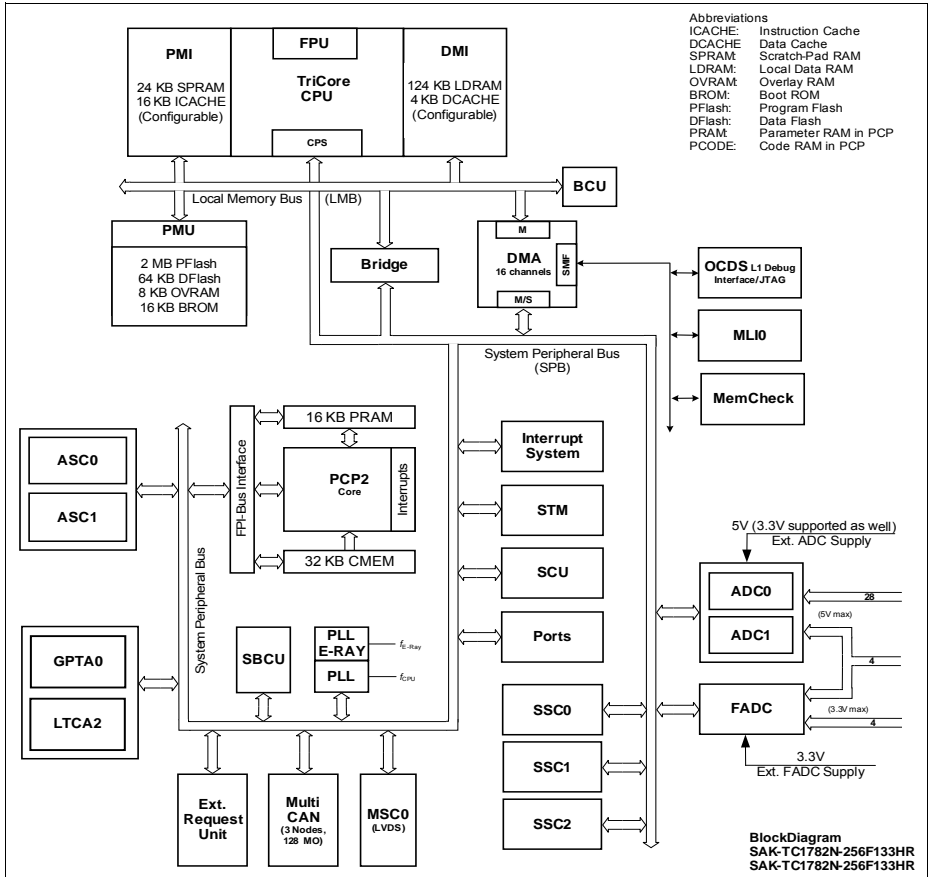 Abbreviations
ICACHE: Instruction Cache
DCACHE Data Cache
SPRAM: Scratch-Pad RAM
LDRAM: Local Data RAM
OVRAM: Overlay RAM
BROM: Boot ROM
PFlash: Program Flash
DFlash: Data Flash
PRAM: Parameter RAM in PCP
PCODE: Code RAM in PCP
PMI
24 KB SPRAM
16 KB ICACHE
(Configurable)
FPU
TriCore
CPU
CPS
DMI
124 KB LDRAM
4 KB DCACHE
(Configurable)
BCU
Local Memory Bus (LMB)
PMU
2 MB PFlash
64 KB DFlash
8 KB OVRAM
16 KB BROM
Bridge
M
DMA
16 channels
SMIF
M/S
OCDS L1 Debug
Interface/JTAG
MLI0
MemCheck
System Peripheral Bus
(SPB)
ASC0
ASC1
FPI-Bus Interface
16 KB PRAM
PCP2
Core
Interrupts
32 KB CMEM
Interrupt
System
STM
SCU
Ports
5V (3.3V supported as well)
Ext. ADC Supply
ADC0
ADC1
28
(5V max)
4
FADC
(3.3V max)
4
3.3V
Ext. FADC Supply
System Peripheral Bus
GPTA0
LTCA2
SBCU
PLL
E-RAY
fE-Ray
PLL
fCPU
SSC0
SSC1
SSC2
Ext.
Request
Unit
Multi
CAN
(3 Nodes,
128 MO)
MSC0
(LVDS)
BlockDiagram
SAK-TC1782N-256F133HR
SAK-TC1782N-256F133HR